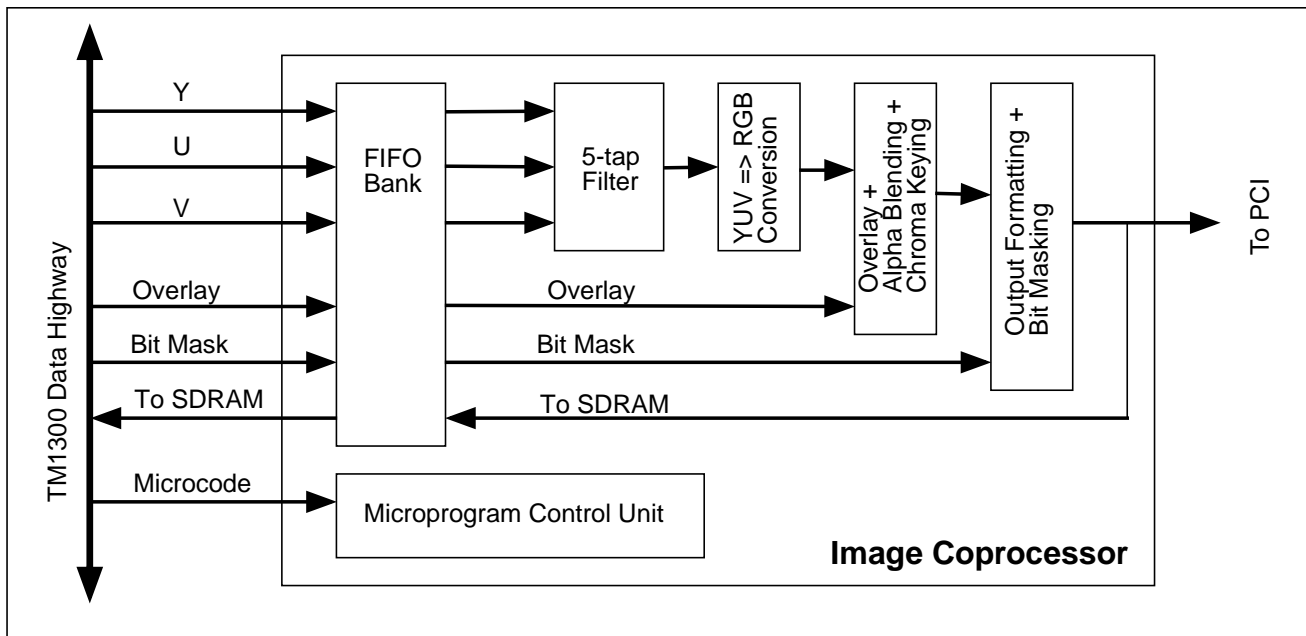 TM1300 Data Highway
Y
U
V
Overlay
Bit Mask
To SDRAM
Microcode
FIFO
Bank
5-tap
Filter
YUV => RGB
Conversion
Overlay +
Alpha Blending +
Chroma Keying
Output Formatting +
Bit Masking
To PCI
Overlay
Bit Mask
To SDRAM
Microprogram Control Unit
Image Coprocessor